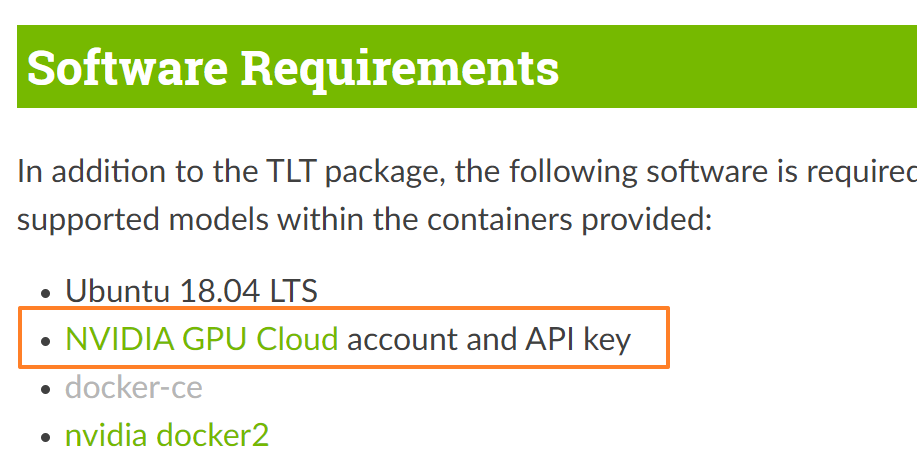 Software Requirements
In addition to the TLT package, the following software is required
supported models within the containers provided:
• Ubuntu 18.04 LTS
• NVIDIA GPU Cloud account and API key
• docker-ce
• nvidia docker2